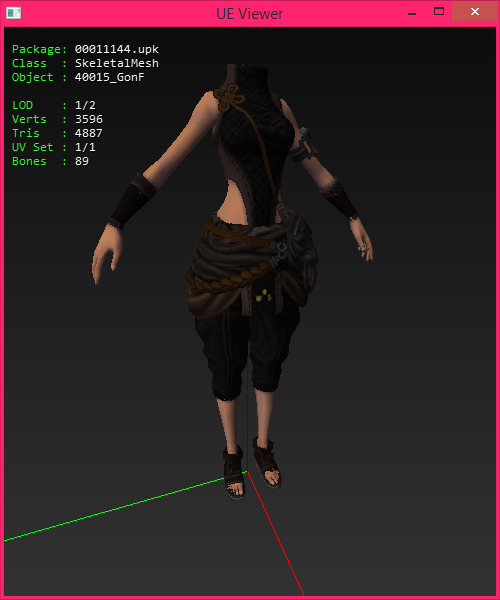 UE Viewer
Package: 00011144.upk
Class : SkeletalMesh
Object : 40015_GonF
LOD : 1/2
Verts : 3596
Tris : 4887
UV Set : 1/1
Bones : 89